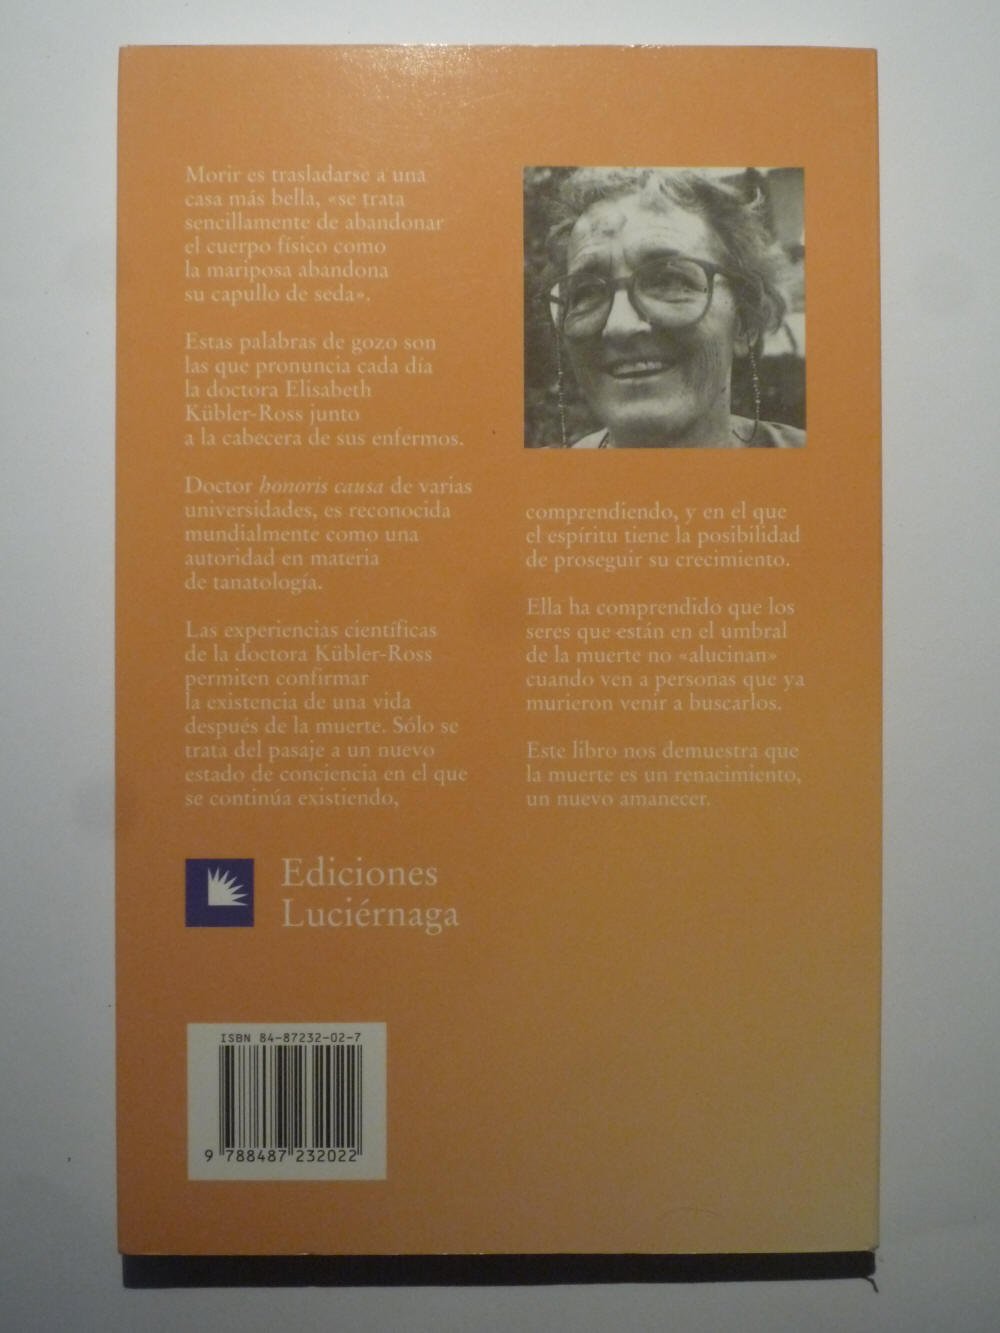 Morir es trasladarse a una
casa más bella, «se trata
sencillamente de abandonar
el cuerpo físico como
la mariposa abandona
su capullo de seda».
Estas palabras de gozo son
las que pronuncia cada día
la doctora Elisabeth
Kübler-Ross junto
a la cabecera de sus enfermos.
Doctor honoris causa de varias
universidades, es reconocida
mundialmente como una
autoridad en materia
de tanatología.
Las experiencias científicas
de la doctora Kübler-Ross
permiten confirmar
la existencia de una vida
después de la muerte. Sólo se
trata del pasaje a un nuevo
estado de conciencia en el que
se continúa existiendo,
comprendiendo, y en el que
el espíritu tiene la posibilidad
de proseguir su crecimiento.
Ella ha comprendido que los
seres que están en el umbral
de la muerte no «alucinan»
cuando ven a personas que ya
murieron venir a buscarlos.
Este libro nos demuestra que
la muerte es un renacimiento,
un nuevo amanecer.
Ediciones
Luciérnaga
ISBN 84-87232-02-7
9 788487 232022